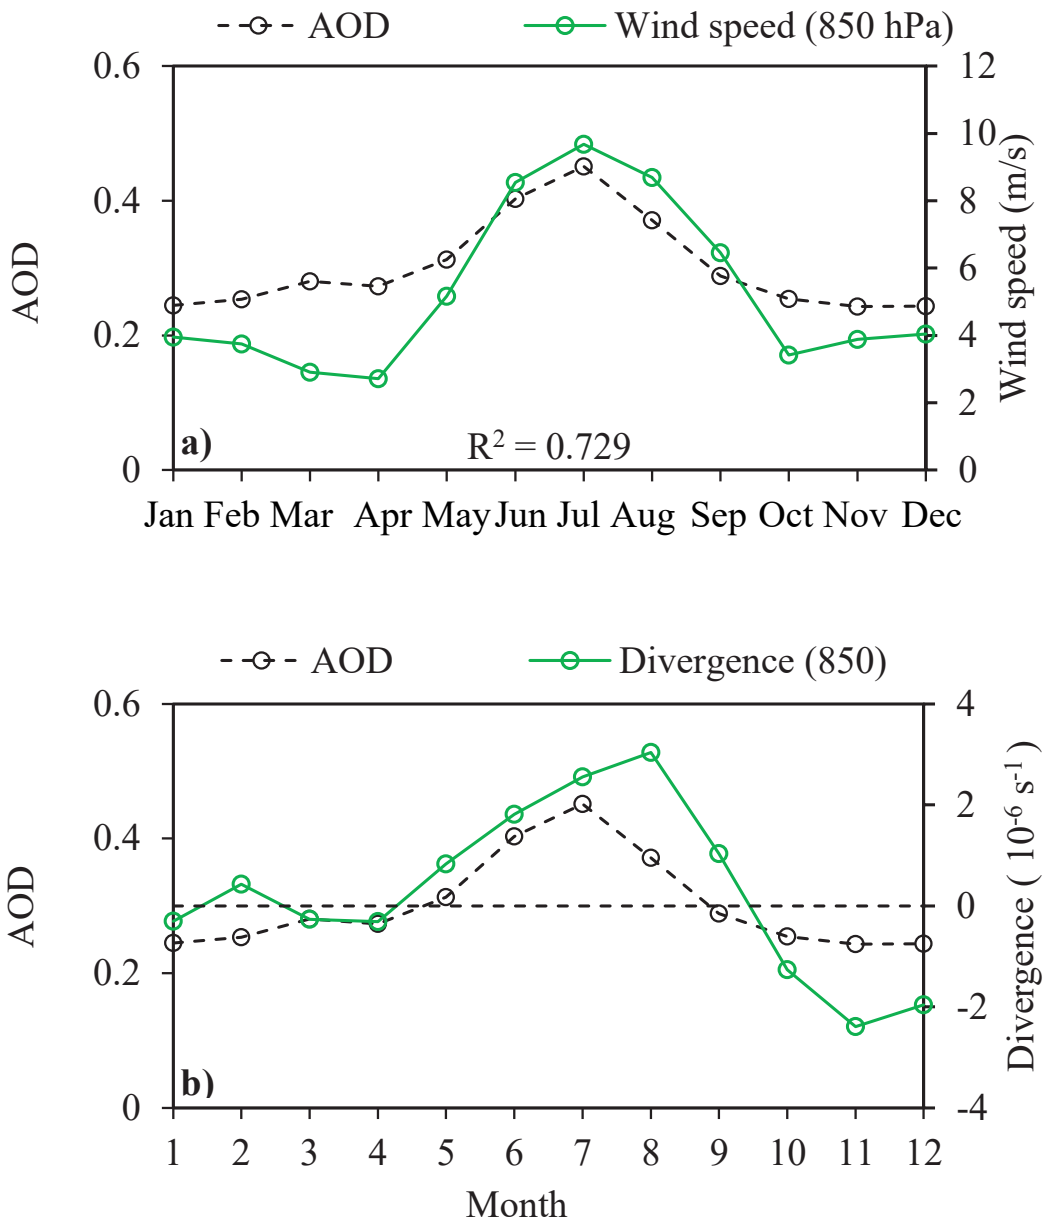 AOD Wind speed (850 hPa)
0.6 12
10
0.4 8
6
0.2 4
2
0 0
AOD
Wind speed (m/s)
a)
R² = 0.729
Jan Feb Mar Apr May Jun Jul Aug Sep Oct Nov Dec
AOD Divergence (850)
0.6 4
2
0.4
0
0.2
-2
0 -4
AOD
Divergence ( 10⁻⁶ s⁻¹ )
b)
1 2 3 4 5 6 7 8 9 10 11 12
Month